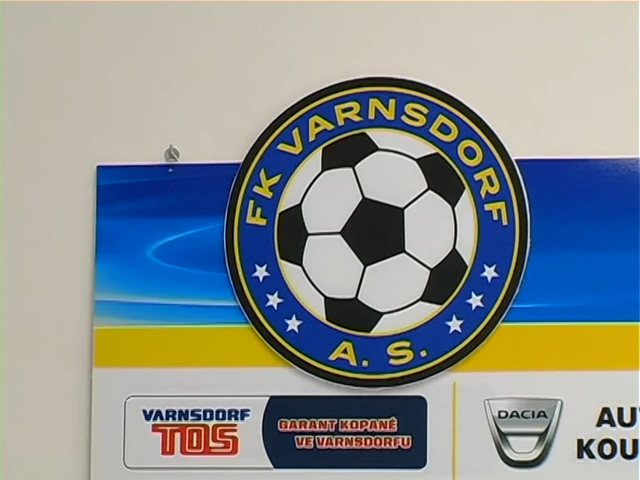 FK VARNSDORF
A. S.
VARNSDORF
TOS
GARANT KOPANÉ
VE VARNSDORFU
DACIA